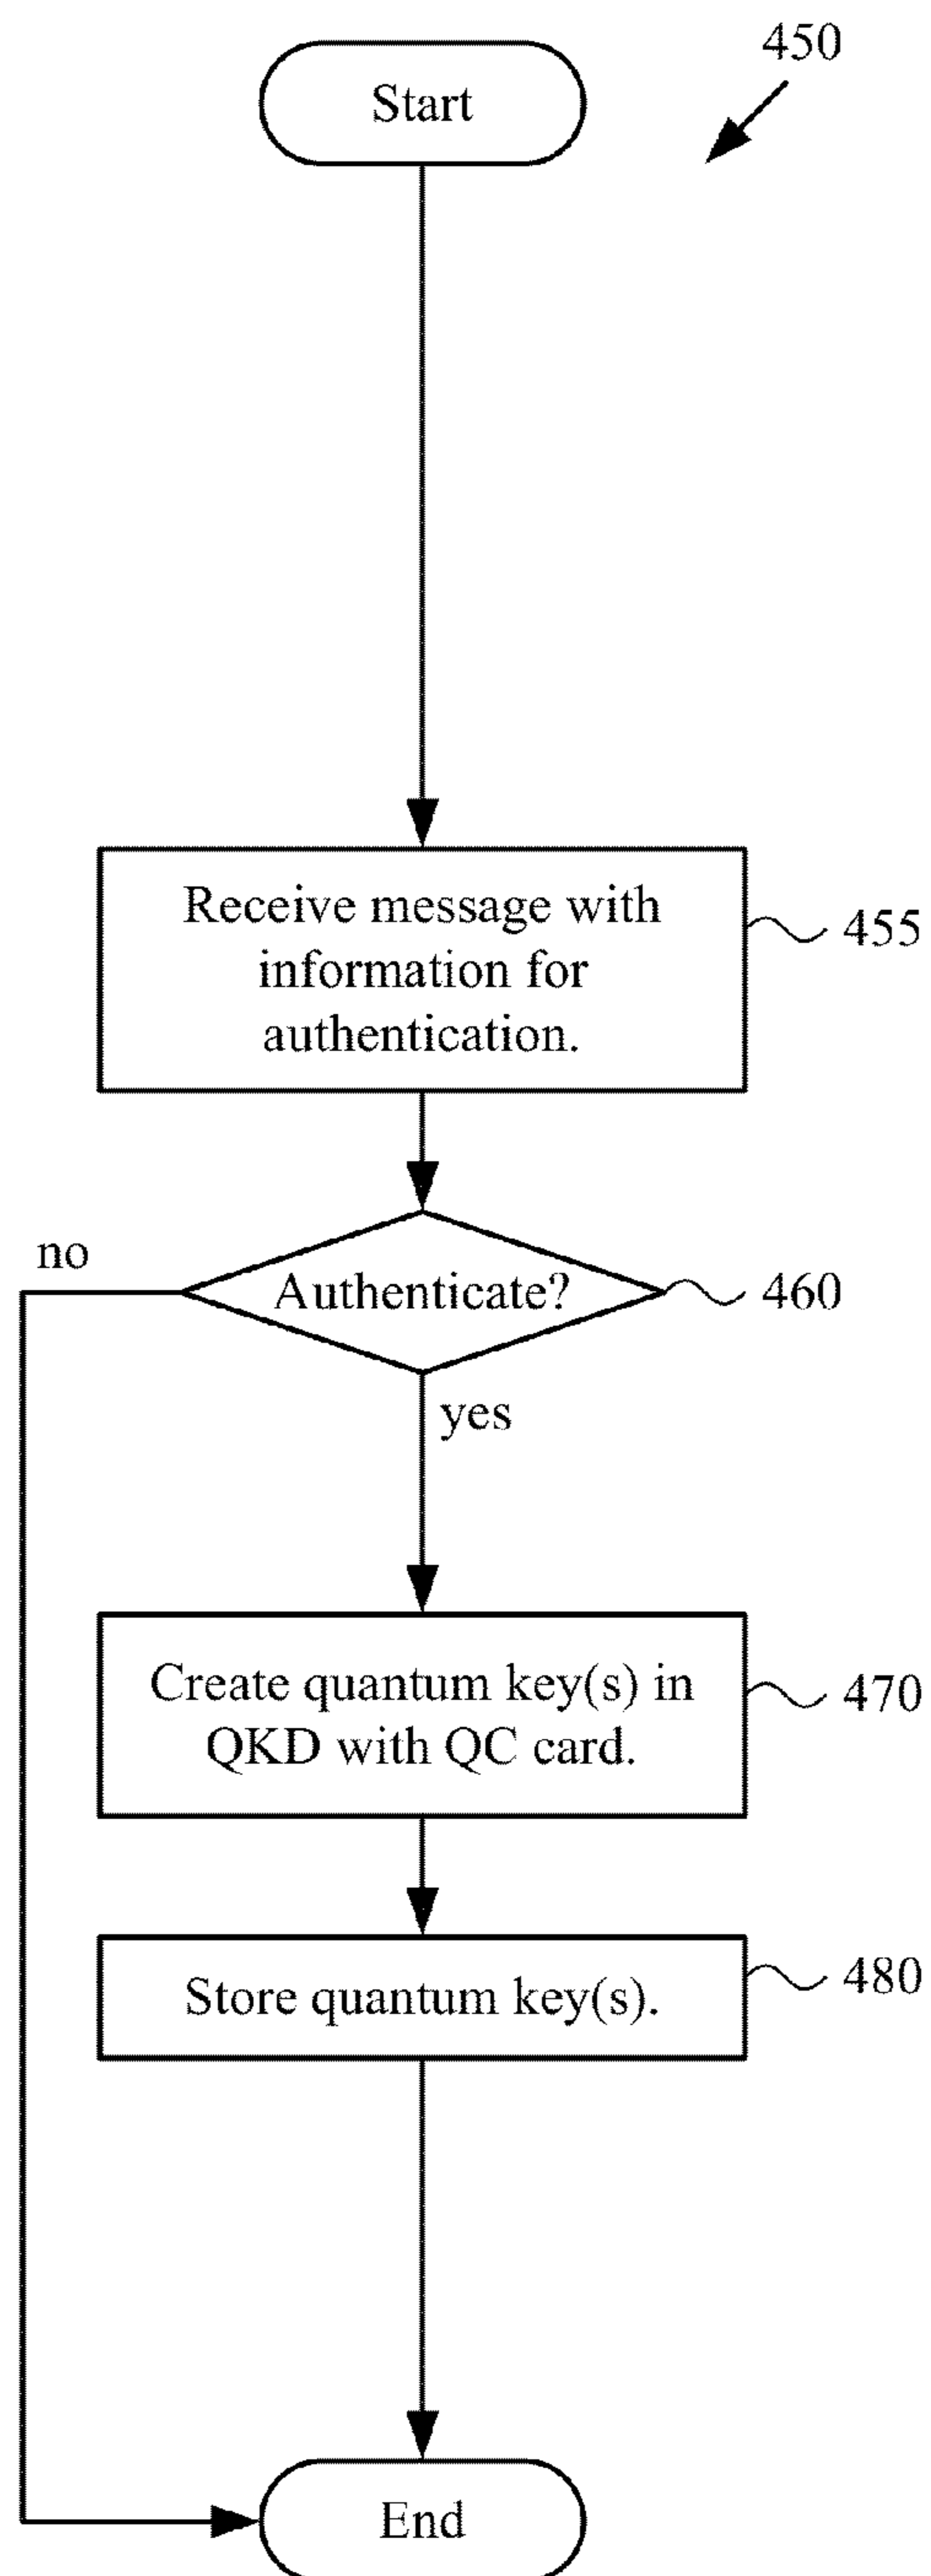 450
Start
Receive message with
information for
authentication.
455
no
Authenticate?
460
yes
Create quantum key(s) in
QKD with QC card.
470
Store quantum key(s).
480
End